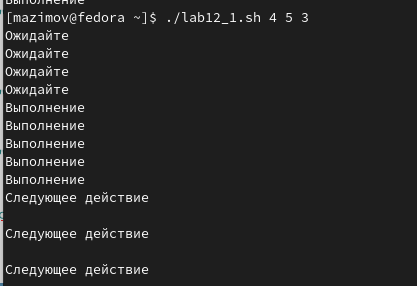 Выполнение
[mazimov@fedora ~]$ ./lab12_1.sh 4 5 3
Ожидайте
Ожидайте
Ожидайте
Ожидайте
Выполнение
Выполнение
Выполнение
Выполнение
Выполнение
Следующее действие
Следующее действие
Следующее действие